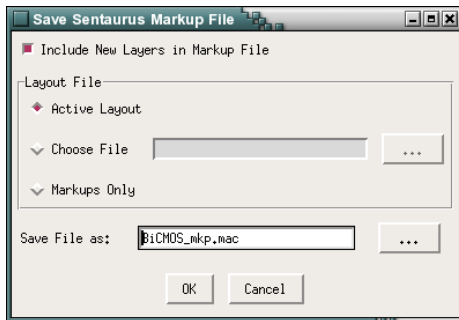 Save Sentaurus Markup File
Include New Layers in Markup File
Layout File
Active Layout
Choose File
...
Markups Only
Save File as:
BiCMOS_mkp.mac
...
OK
Cancel